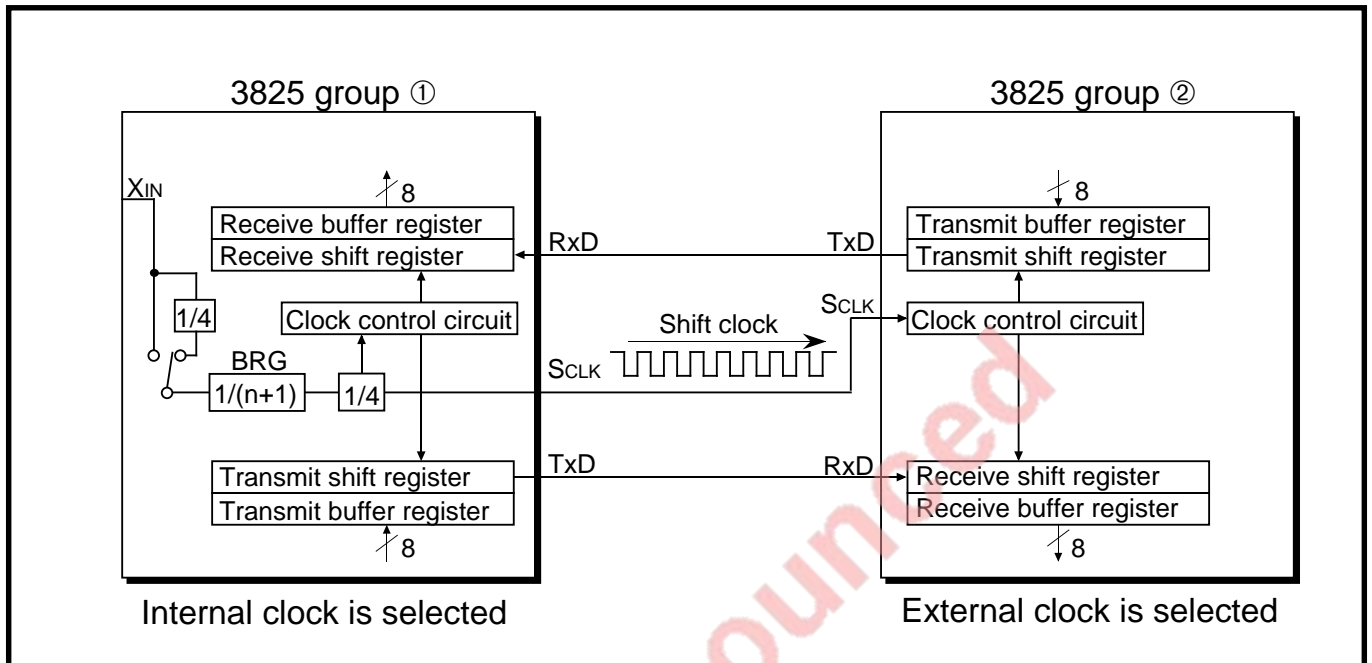 3825 group ①
3825 group ②
XIN
8
8
Receive buffer register
Transmit buffer register
RxD
TxD
Receive shift register
Transmit shift register
1/4
Clock control circuit
Shift clock
SCLK
Clock control circuit
BRG
SCLK
1/(n+1)
1/4
TxD
RxD
Transmit shift register
Receive shift register
Transmit buffer register
Receive buffer register
8
8
Internal clock is selected
External clock is selected
ounced